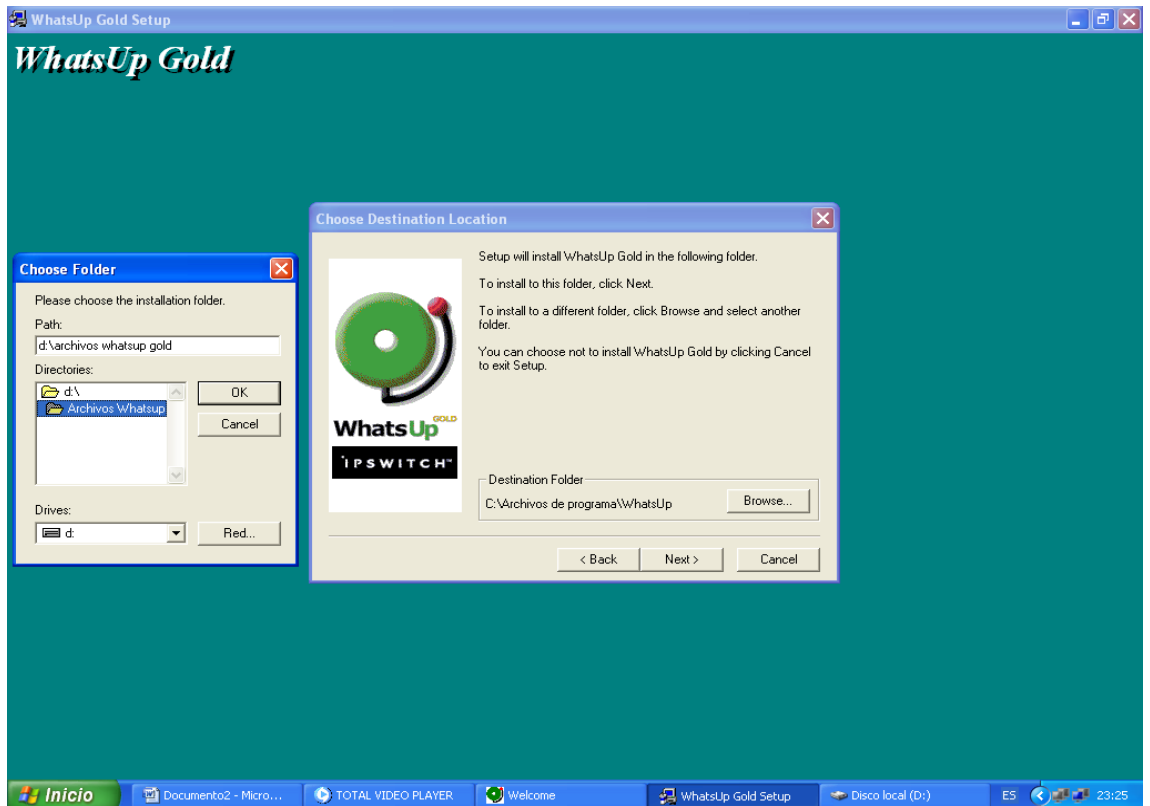 WhatsUp Gold Setup
WhatsUp Gold
Choose Destination Location
Setup will install WhatsUp Gold in the following folder.
To install to this folder, click Next.
To install to a different folder, click Browse and select another
folder.
You can choose not to install WhatsUp Gold by clicking Cancel
to exit Setup.
WhatsUp GOLD
IPSWITCH™
Destination Folder
C:\Archivos de programa\WhatsUp
Browse...
< Back
Next >
Cancel
Choose Folder
Please choose the installation folder.
Path:
d:\archivos whatsup gold
Directories:
d:\
Archivos Whatsup
OK
Cancel
Drives:
d:
Red...
Inicio
Documento2 - Micro...
TOTAL VIDEO PLAYER
Welcome
WhatsUp Gold Setup
Disco local (D:)
ES
23:25